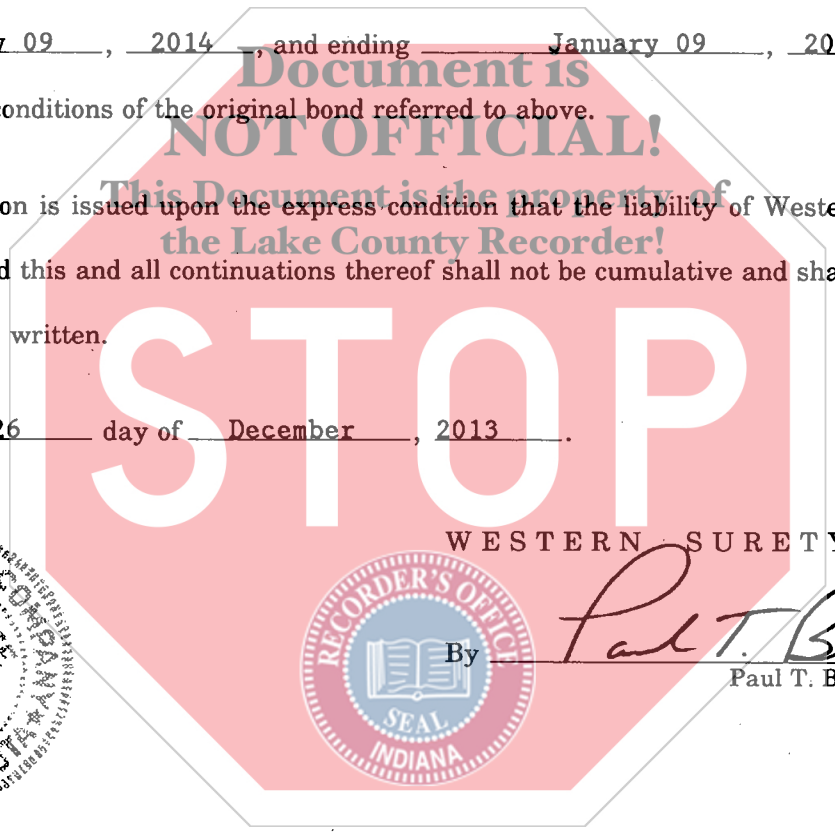 09 , 2014 , and ending January 09 , 20
Document is
conditions of the original bond referred to above.
NOT OFFICIAL!
This Document is the property of
on is issued upon the express condition that the liability of Weste
the Lake County Recorder!
d this and all continuations thereof shall not be cumulative and sha
written.
STOP
26 day of December , 2013 .
WESTERN SURETY
RECORDER'S OFFICE
SEAL
INDIANA
COMPANY
By Paul T. B
Paul T. B